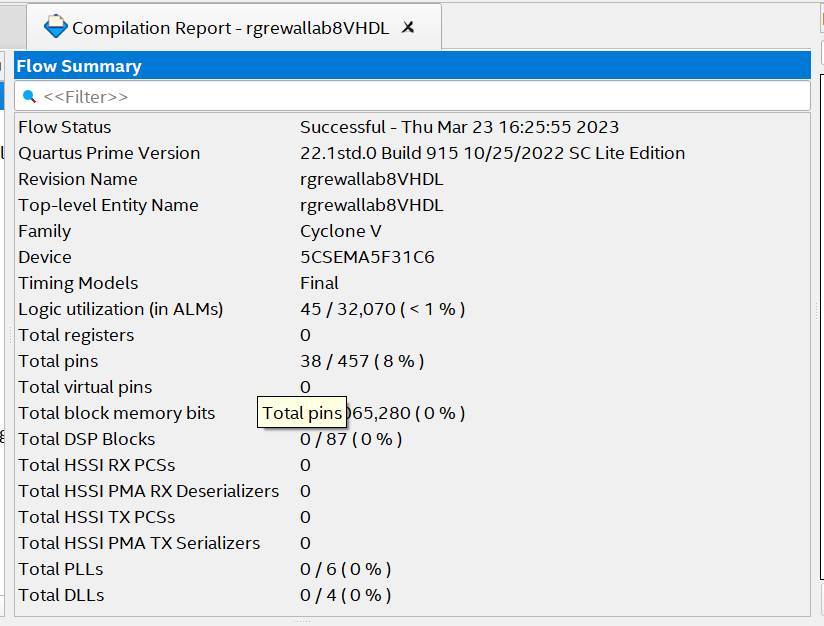 Compilation Report - rgrewallab8VHDL
Flow Summary
<<Filter>>
Flow Status Successful - Thu Mar 23 16:25:55 2023
Quartus Prime Version 22.1std.0 Build 915 10/25/2022 SC Lite Edition
Revision Name rgrewallab8VHDL
Top-level Entity Name rgrewallab8VHDL
Family Cyclone V
Device 5CSEMA5F31C6
Timing Models Final
Logic utilization (in ALMs) 45 / 32,070 ( < 1 % )
Total registers 0
Total pins 38 / 457 ( 8 % )
Total virtual pins 0
Total block memory bits Total pins 065,280 ( 0 % )
Total DSP Blocks 0 / 87 ( 0 % )
Total HSSI RX PCSs 0
Total HSSI PMA RX Deserializers 0
Total HSSI TX PCSs 0
Total HSSI PMA TX Serializers 0
Total PLLs 0 / 6 ( 0 % )
Total DLLs 0 / 4 ( 0 % )